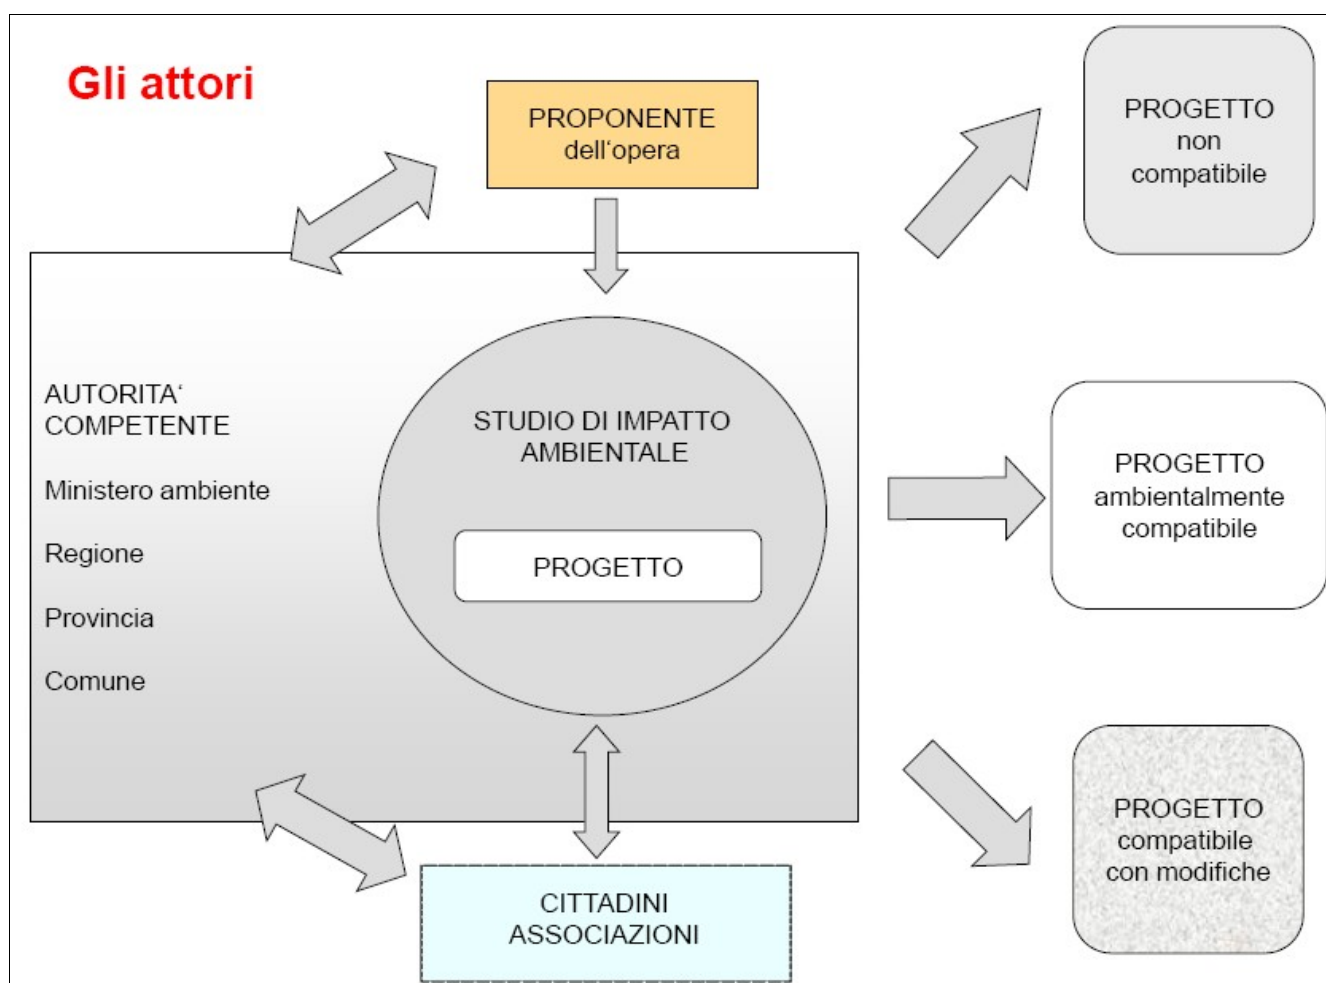 Gli attori
PROPONENTE
dell‘opera
PROGETTO
non
compatibile
AUTORITA‘
COMPETENTE
Ministero ambiente
Regione
Provincia
Comune
STUDIO DI IMPATTO
AMBIENTALE
PROGETTO
PROGETTO
ambientalmente
compatibile
PROGETTO
compatibile
con modifiche
CITTADINI
ASSOCIAZIONI